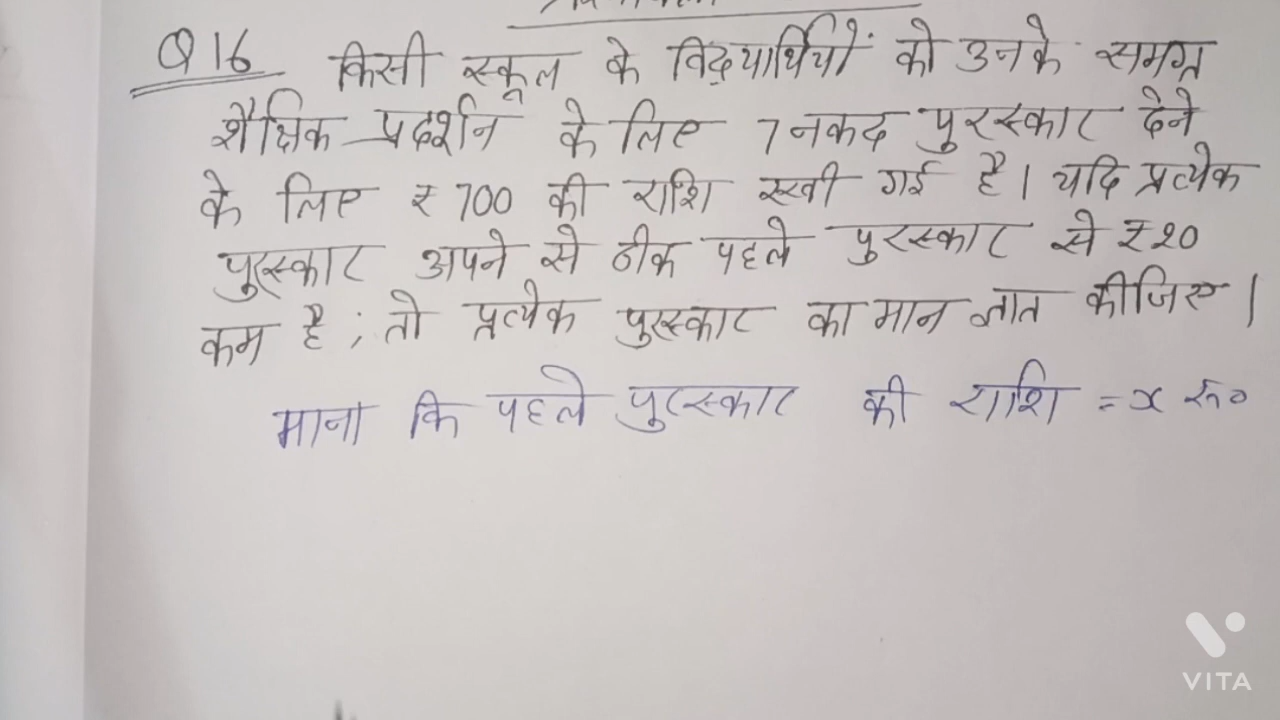 Q 16 किसी स्कूल के विद्यार्थियों को उनके समग्र
शैक्षिक प्रदर्शन के लिए 7 नकद पुरस्कार देने
के लिए ₹ 700 की राशि रखी गई है। यदि प्रत्येक
पुरस्कार अपने से ठीक पहले पुरस्कार से ₹ 20
कम है ; तो प्रत्येक पुरस्कार का मान ज्ञात कीजिए।
माना कि पहले पुरस्कार की राशि = x रू०
VITA